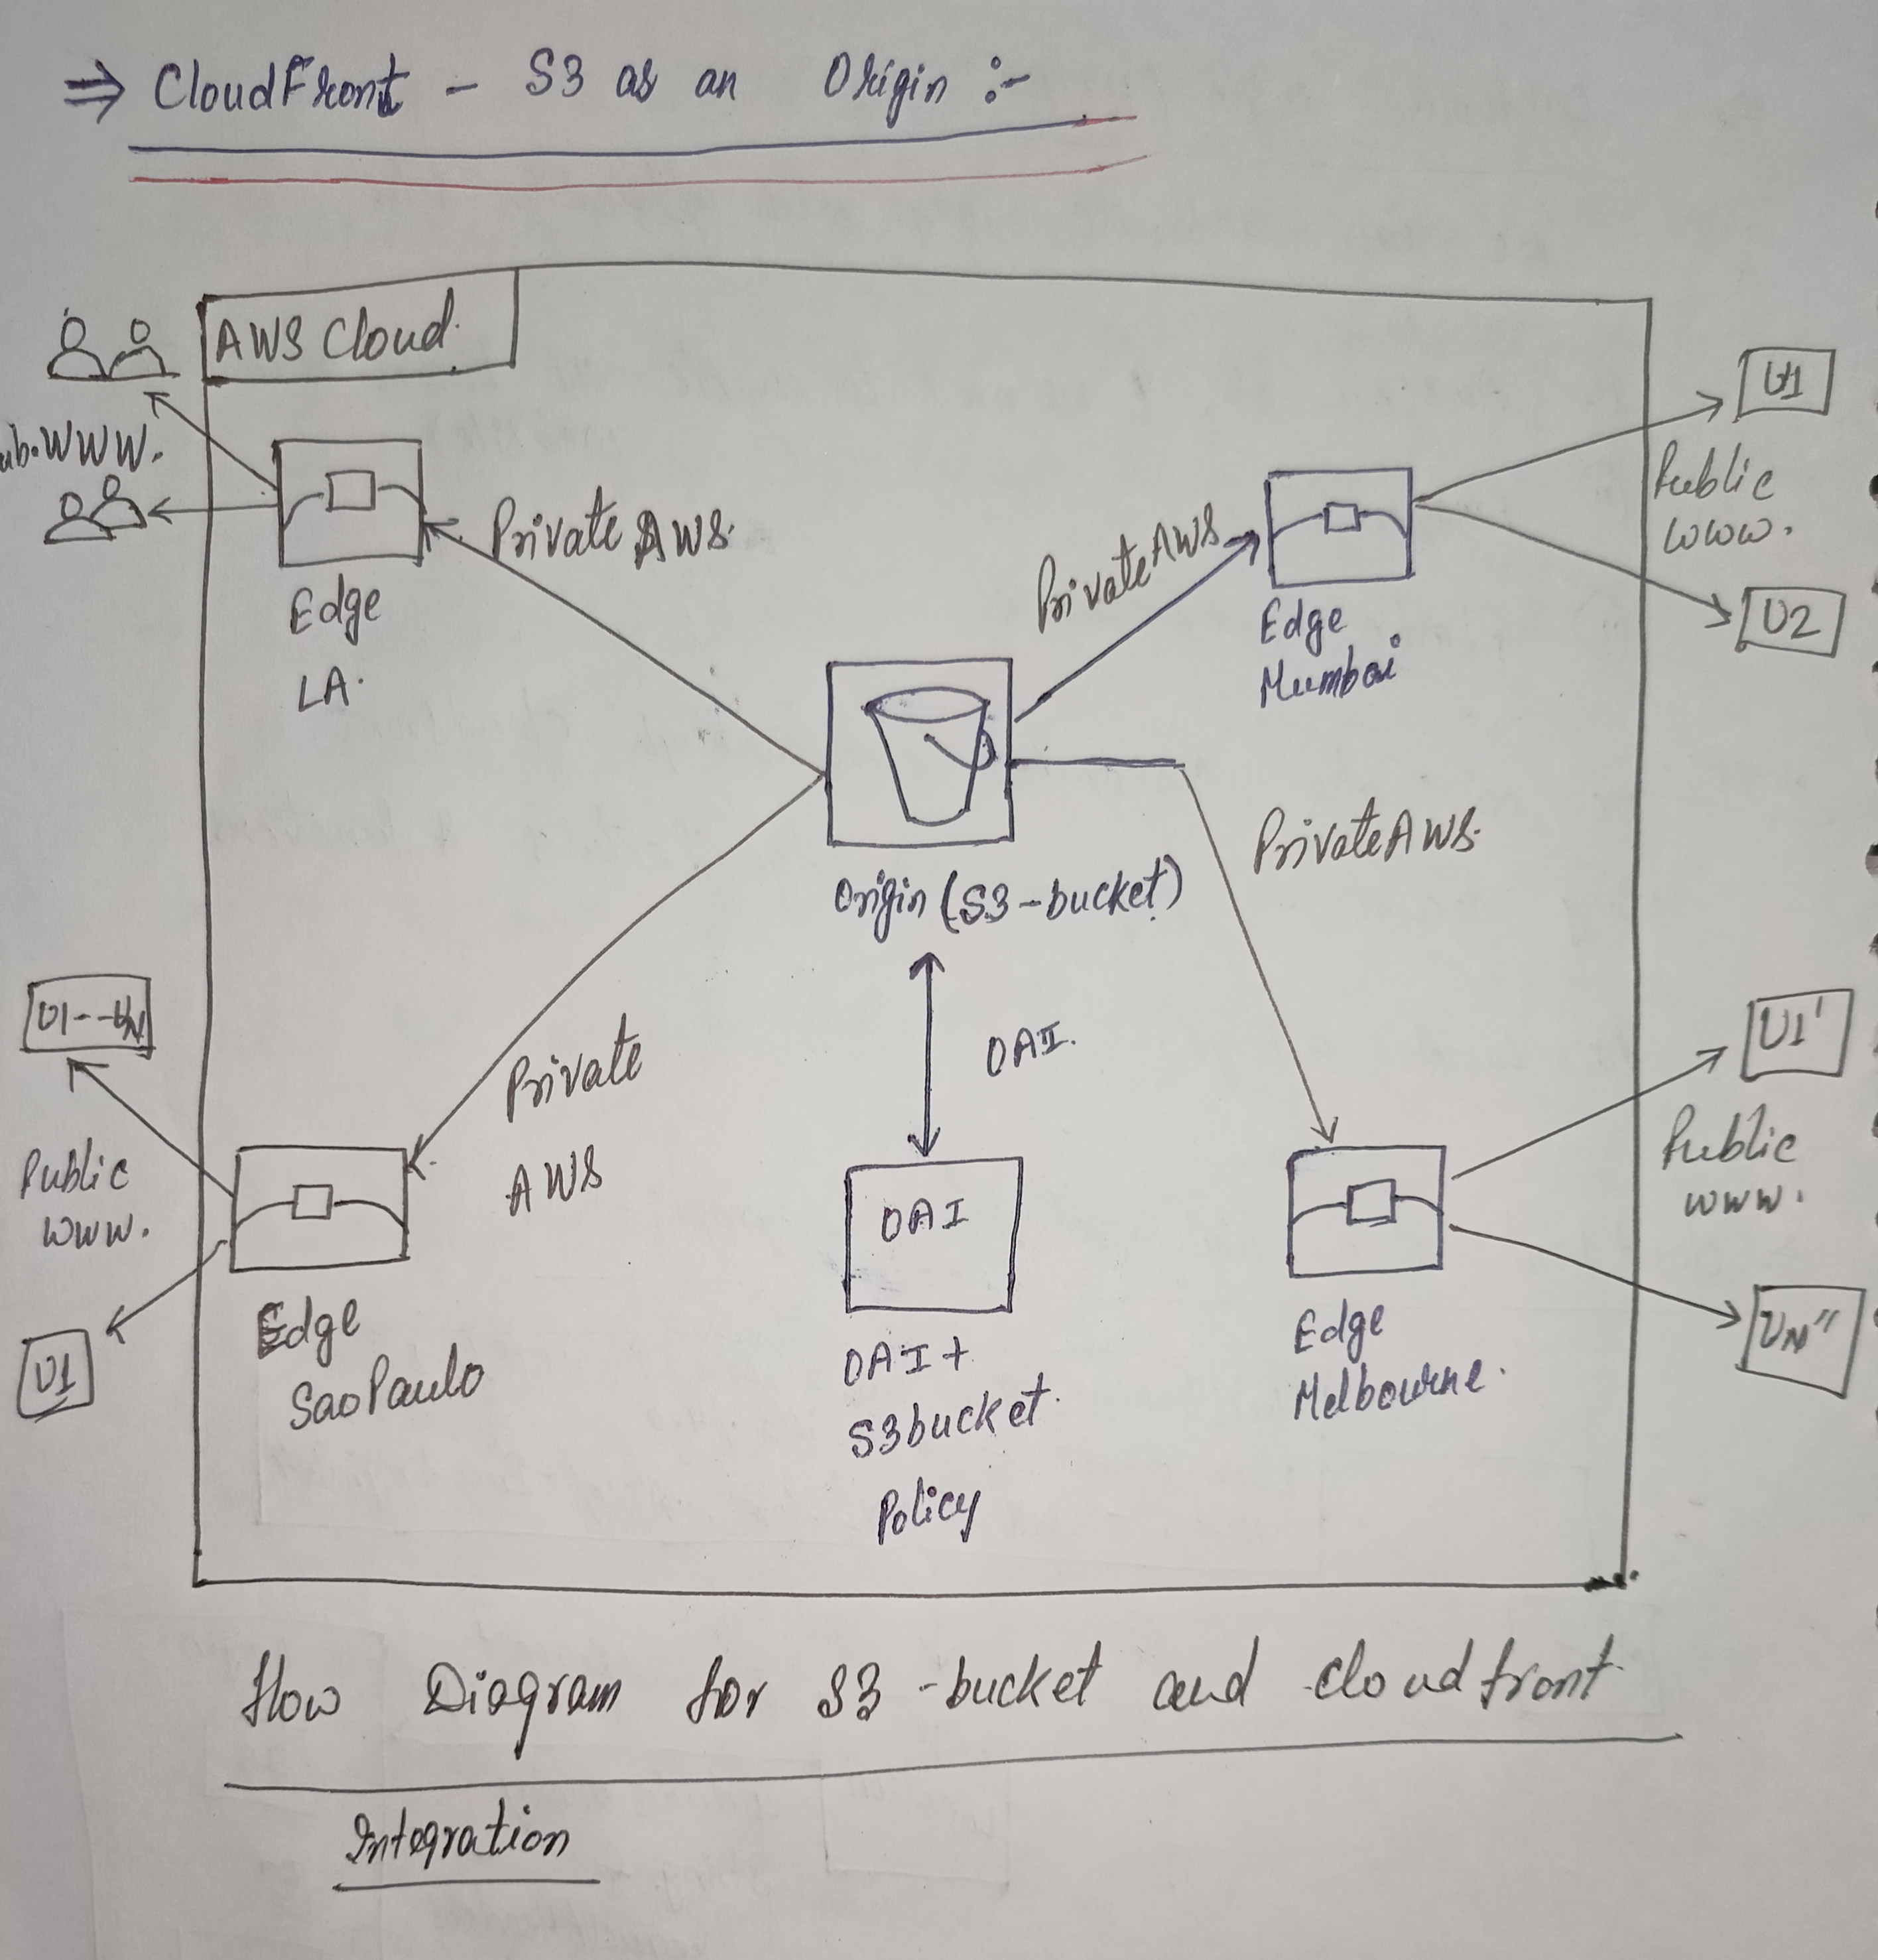 ⇒ CloudFront - S3 as an Origin :-
AWS Cloud.
U1
WWW.
Public
www.
Private AWS.
Private AWS
Edge
LA.
Edge
Mumbai
U2
Private AWS.
Origin (S3-bucket)
U1--UN
U1'
OAI.
Private
AWS
Public
www.
Public
www.
OAI
Edge
SaoPaulo
Edge
Melbourne.
UN"
U1
OAI+
S3bucket.
Policy
Flow Diagram for S3-bucket and cloudfront
Integration